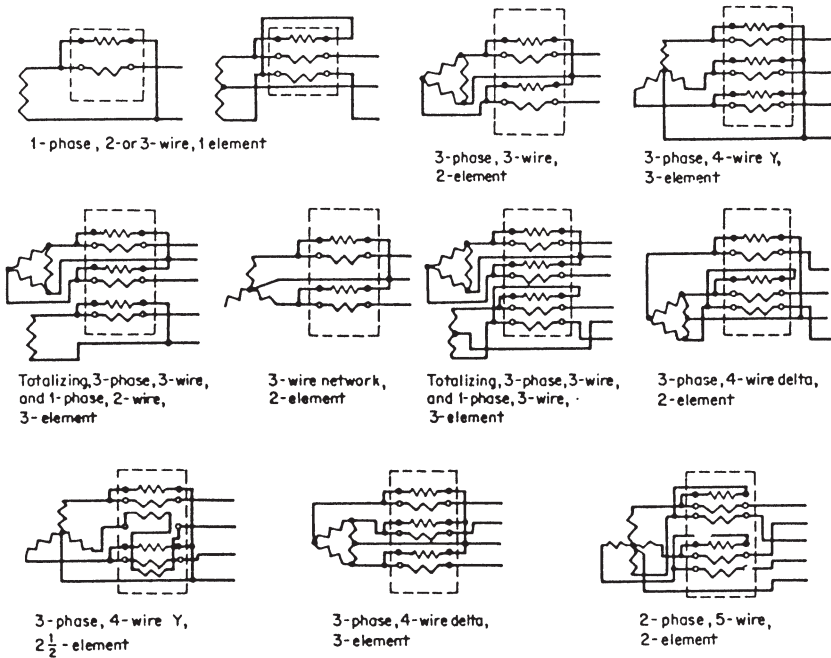 1-phase, 2-or 3-wire, 1 element
3-phase, 3-wire,
2-element
3-phase, 4-wire Y,
3-element
Totalizing, 3-phase, 3-wire,
and 1-phase, 2-wire,
3-element
3-wire network,
2-element
Totalizing, 3-phase, 3-wire,
and 1-phase, 3-wire,
3-element
3-phase, 4-wire delta,
2-element
3-phase, 4-wire Y,
2 1/2-element
3-phase, 4-wire delta,
3-element
2-phase, 5-wire,
2-element